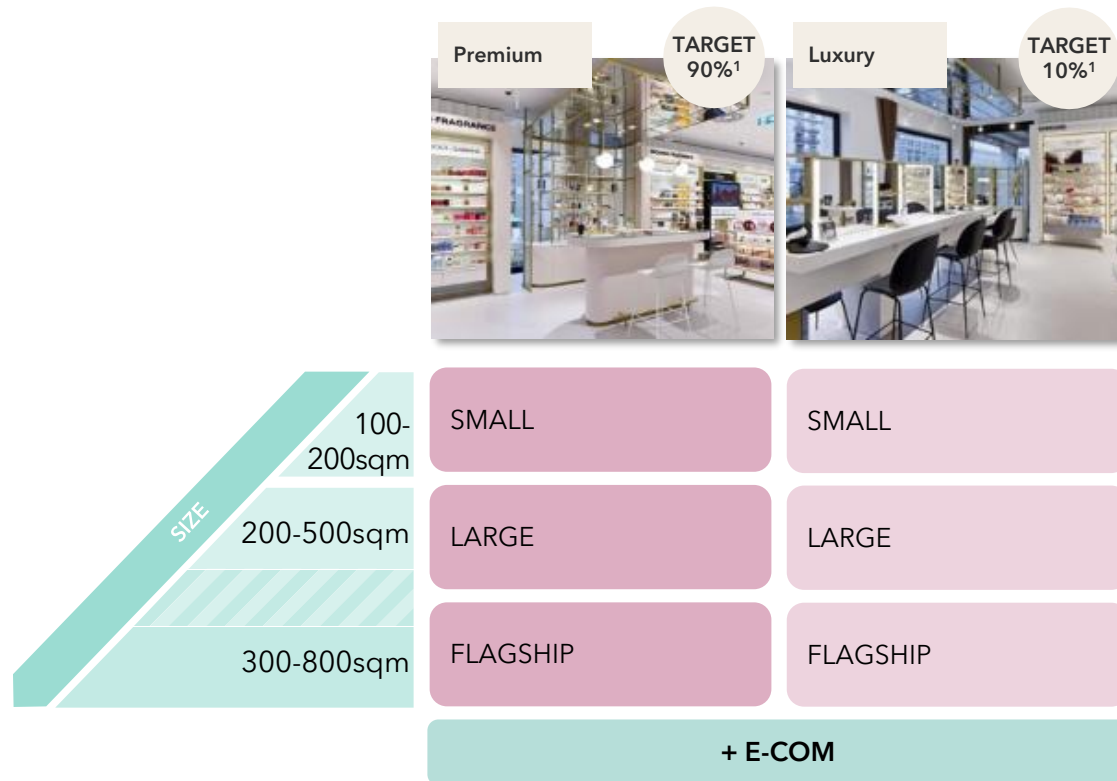 Premium
TARGET
90%¹
Luxury
TARGET
10%¹
FRAGRANCE
SIZE
100-
200sqm
SMALL
SMALL
200-500sqm
LARGE
LARGE
300-800sqm
FLAGSHIP
FLAGSHIP
+ E-COM